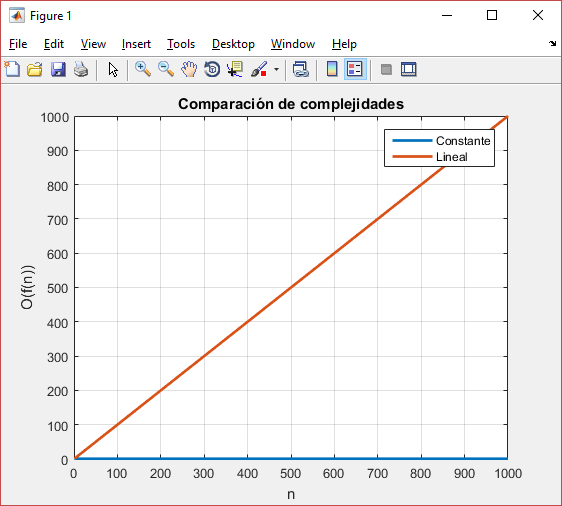 Figure 1
File Edit View Insert Tools Desktop Window Help
Comparación de complejidades
Constante
Lineal
O(f(n))
1000
900
800
700
600
500
400
300
200
100
0
0 100 200 300 400 500 600 700 800 900 1000
n